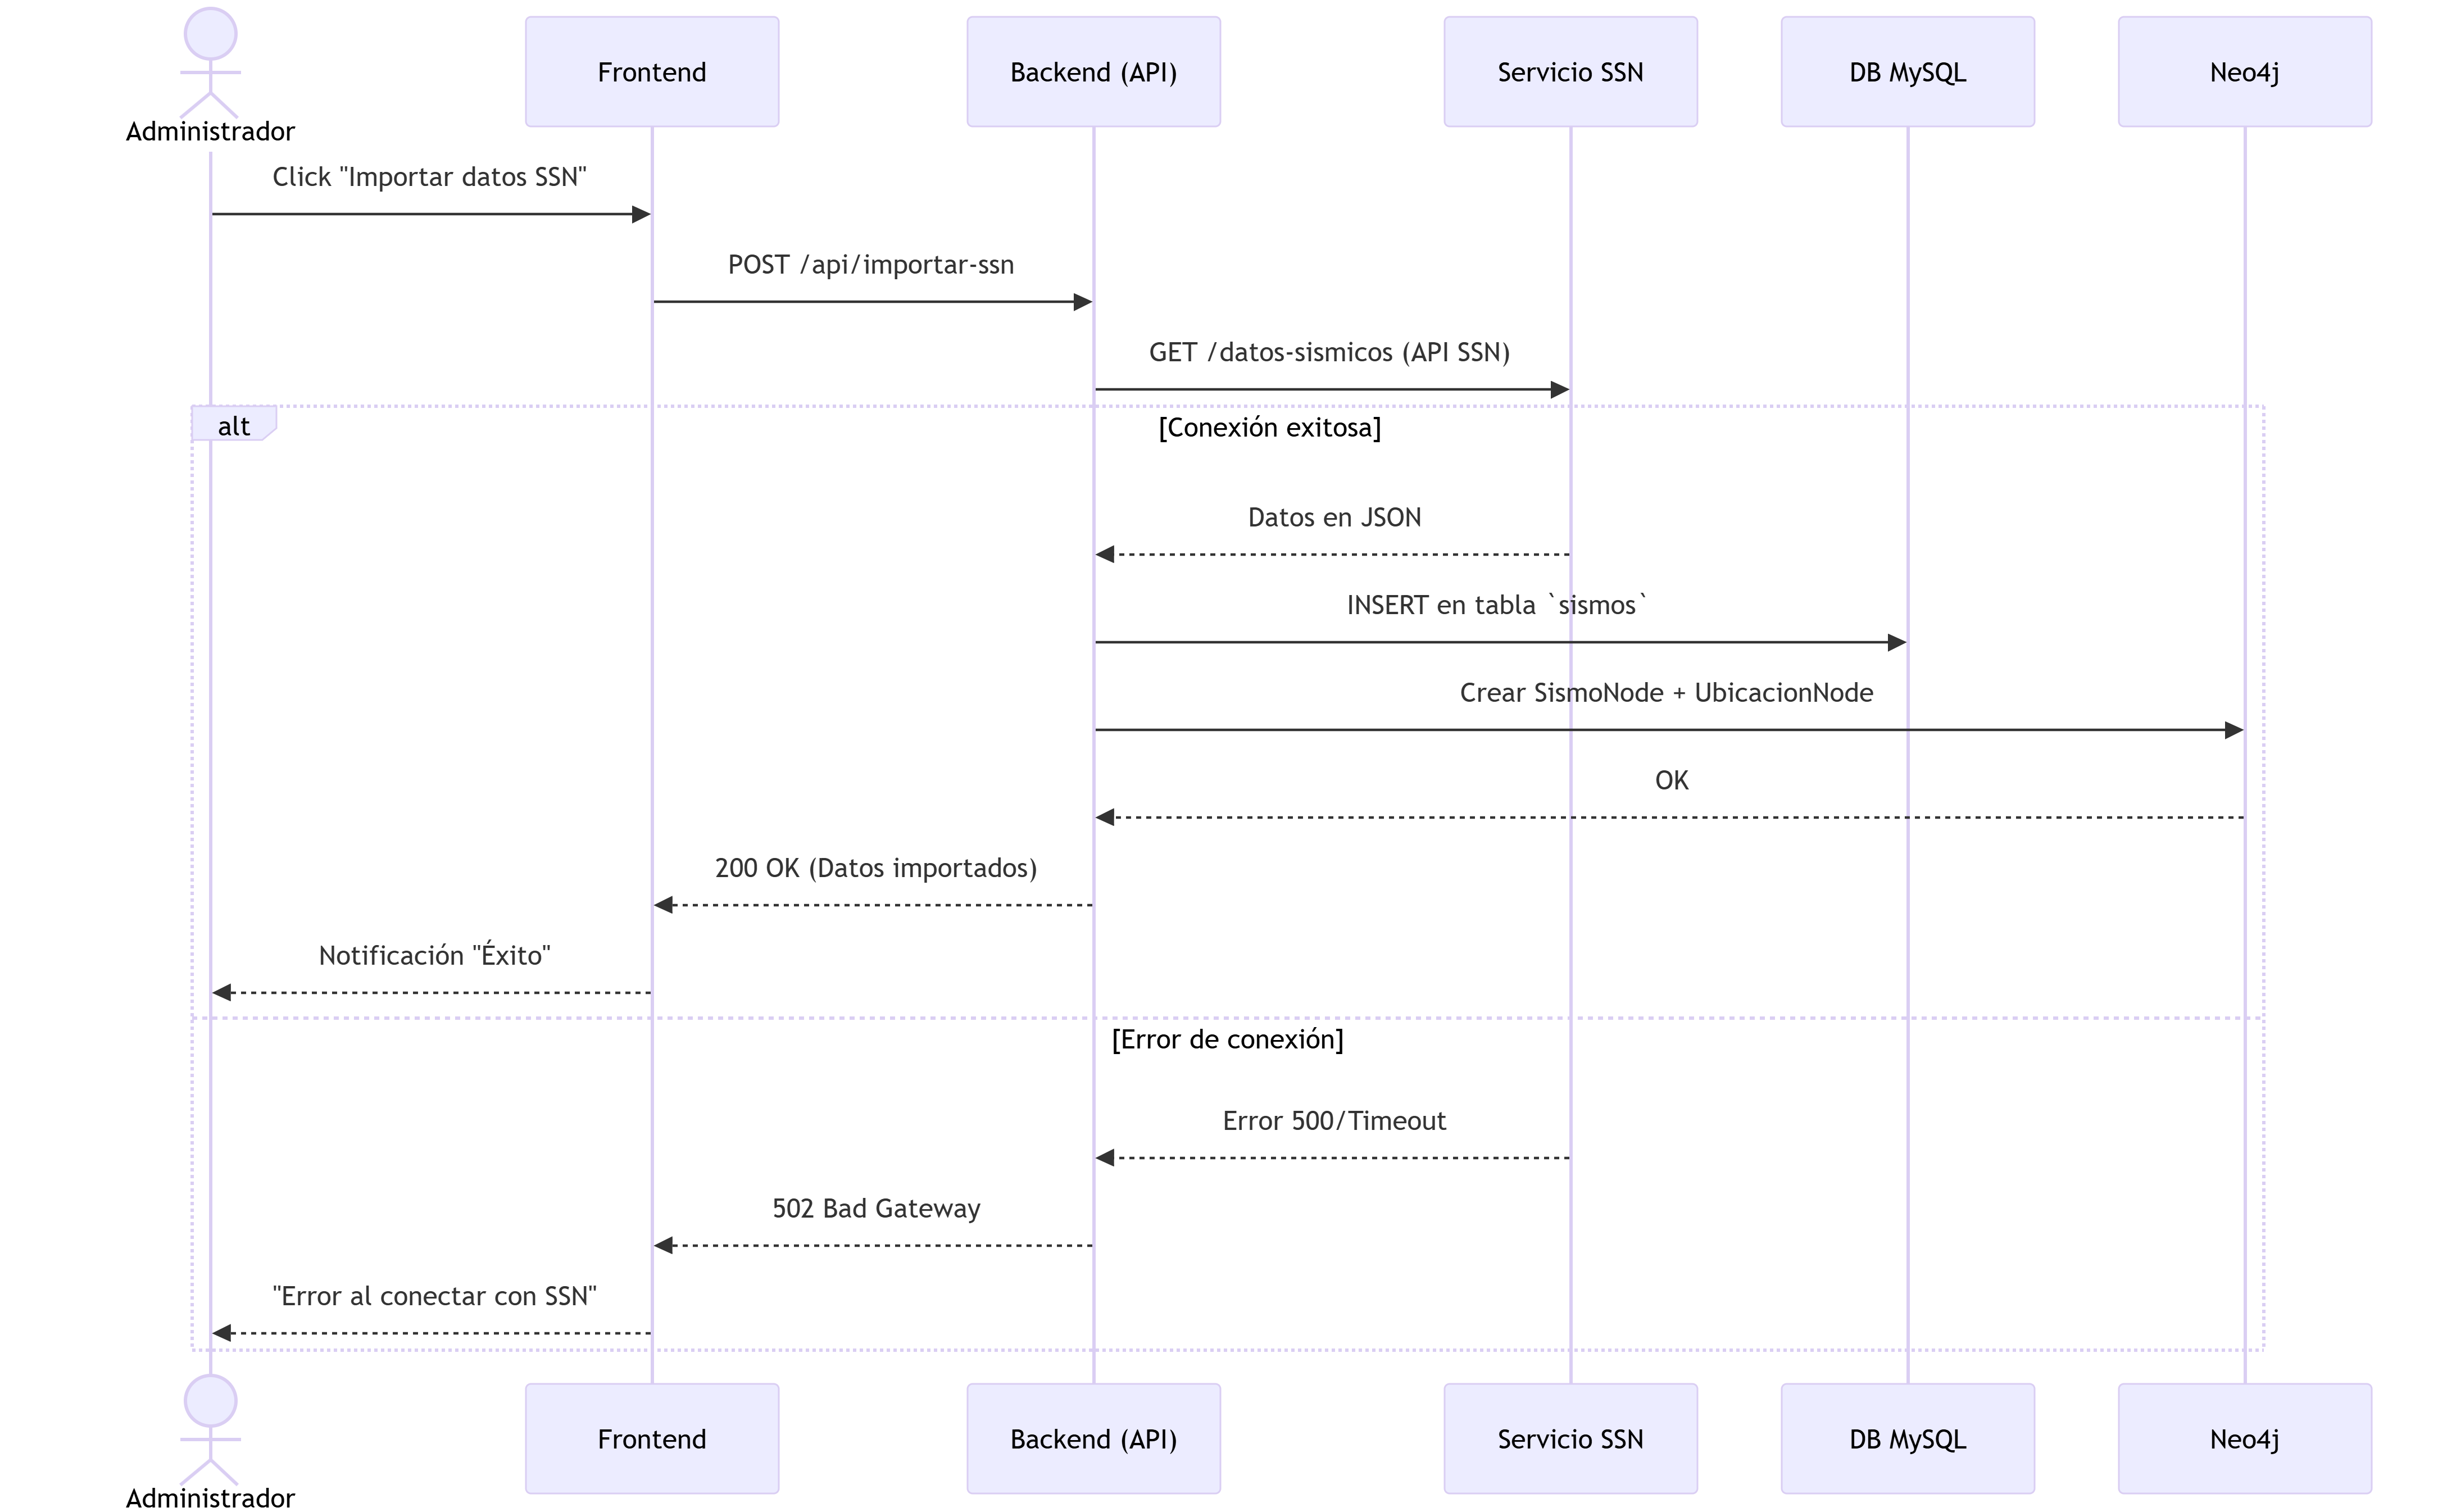 Administrador
Frontend
Backend (API)
Servicio SSN
DB MySQL
Neo4j
Click "Importar datos SSN"
POST /api/importar-ssn
GET /datos-sismicos (API SSN)
alt
[Conexión exitosa]
Datos en JSON
INSERT en tabla `sismos`
Crear SismoNode + UbicacionNode
OK
200 OK (Datos importados)
Notificación "Éxito"
[Error de conexión]
Error 500/Timeout
502 Bad Gateway
"Error al conectar con SSN"
Administrador
Frontend
Backend (API)
Servicio SSN
DB MySQL
Neo4j